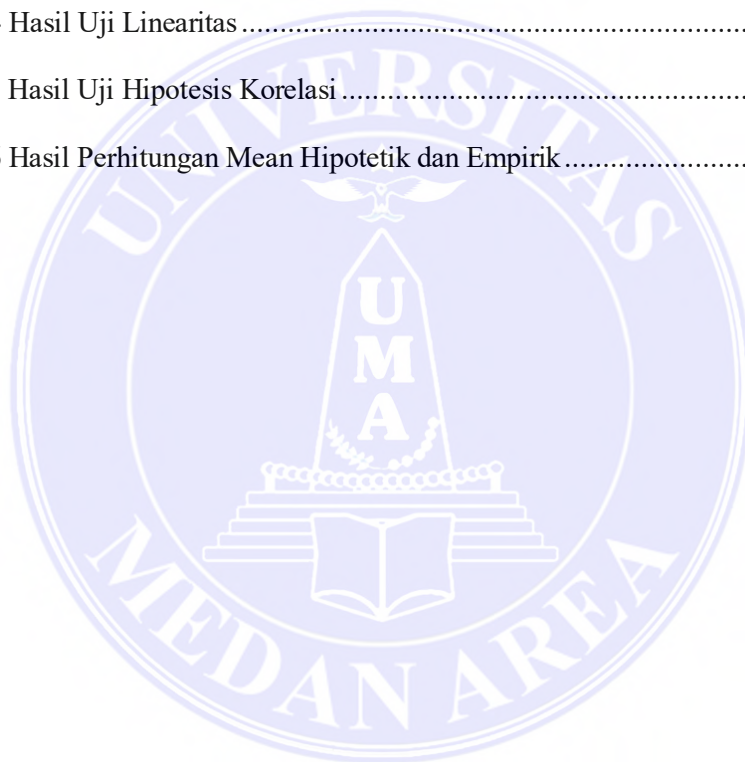 Hasil Uji Linearitas..............................................................
Hasil Uji Hipotesis Korelasi..............................................................
Hasil Perhitungan Mean Hipotetik dan Empirik..............................
UNIVERSITAS
U
M
A
MEDAN AREA